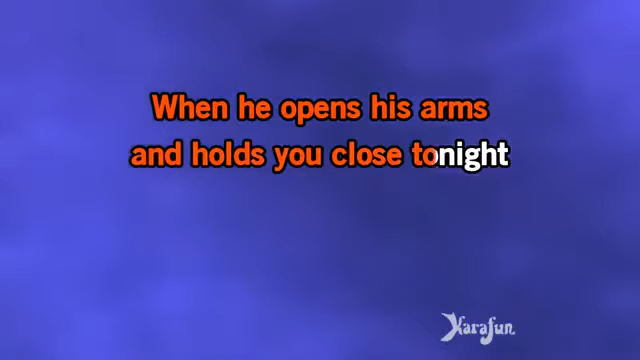 When he opens his arms
and holds you close tonight
KaraFun